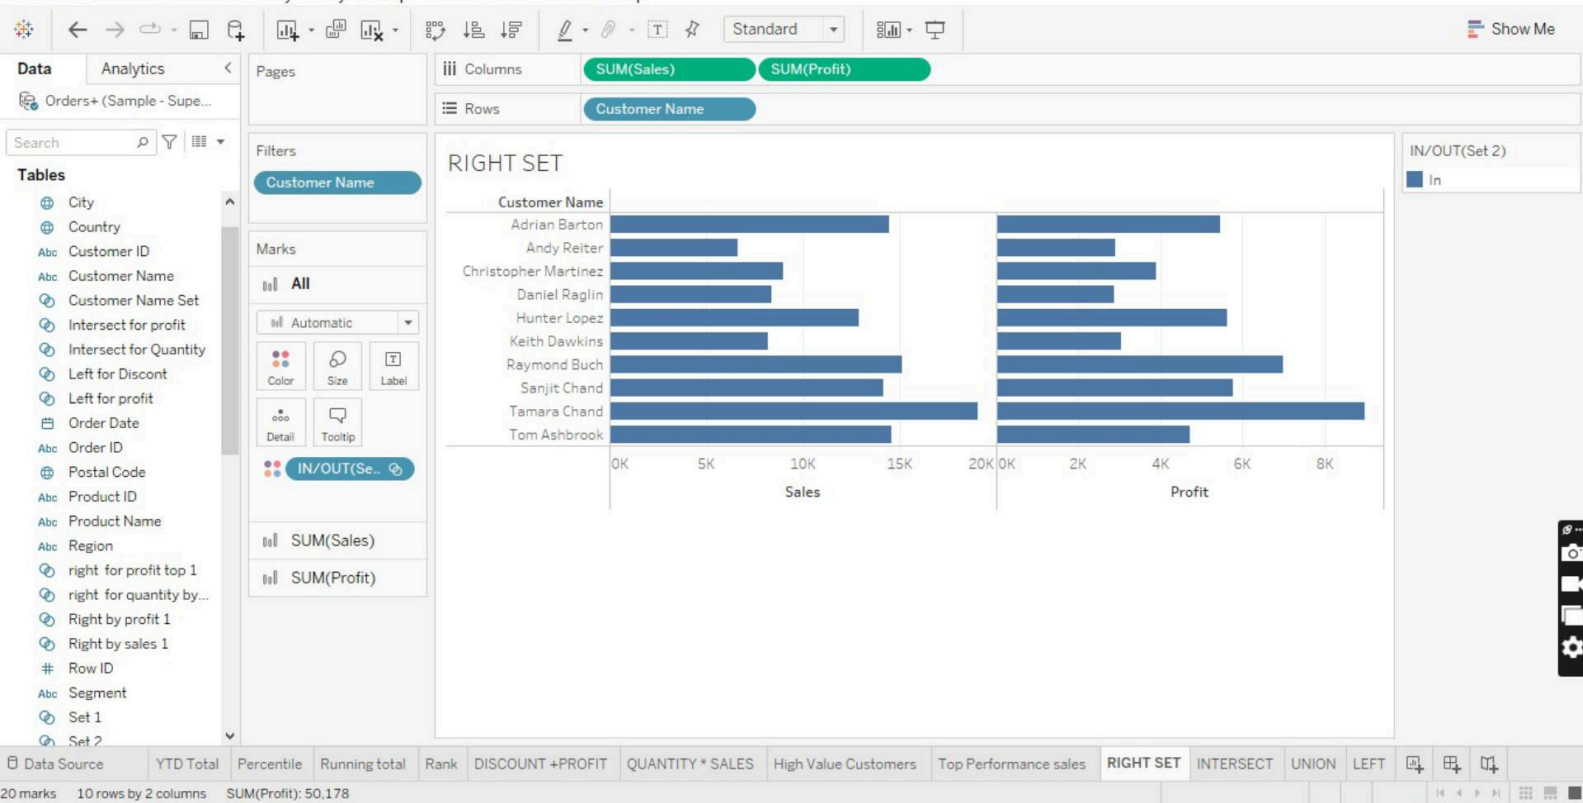 Standard
Show Me
Data
Analytics
Pages
Columns
SUM(Sales)
SUM(Profit)
Orders+ (Sample - Supe...
Rows
Customer Name
Search
Filters
Customer Name
Tables
City
Country
Abc Customer ID
Abc Customer Name
Customer Name Set
Intersect for profit
Intersect for Quantity
Left for Discont
Left for profit
Order Date
Abc Order ID
Postal Code
Abc Product ID
Abc Product Name
Abc Region
right for profit top 1
right for quantity by...
Right by profit 1
Right by sales 1
# Row ID
Abc Segment
Set 1
Set 2
Marks
All
Automatic
Color
Size
T
Label
Detail
Tooltip
IN/OUT(Se..
SUM(Sales)
SUM(Profit)
RIGHT SET
Customer Name
Adrian Barton
Andy Reiter
Christopher Martinez
Daniel Raglin
Hunter Lopez
Keith Dawkins
Raymond Buch
Sanjit Chand
Tamara Chand
Tom Ashbrook
0K 5K 10K 15K 20K 0K 2K 4K 6K 8K
Sales
Profit
IN/OUT(Set 2)
In
Data Source YTD Total Percentile Running total Rank DISCOUNT +PROFIT QUANTITY * SALES High Value Customers Top Performance sales RIGHT SET INTERSECT UNION LEFT
20 marks 10 rows by 2 columns SUM(Profit): 50,178